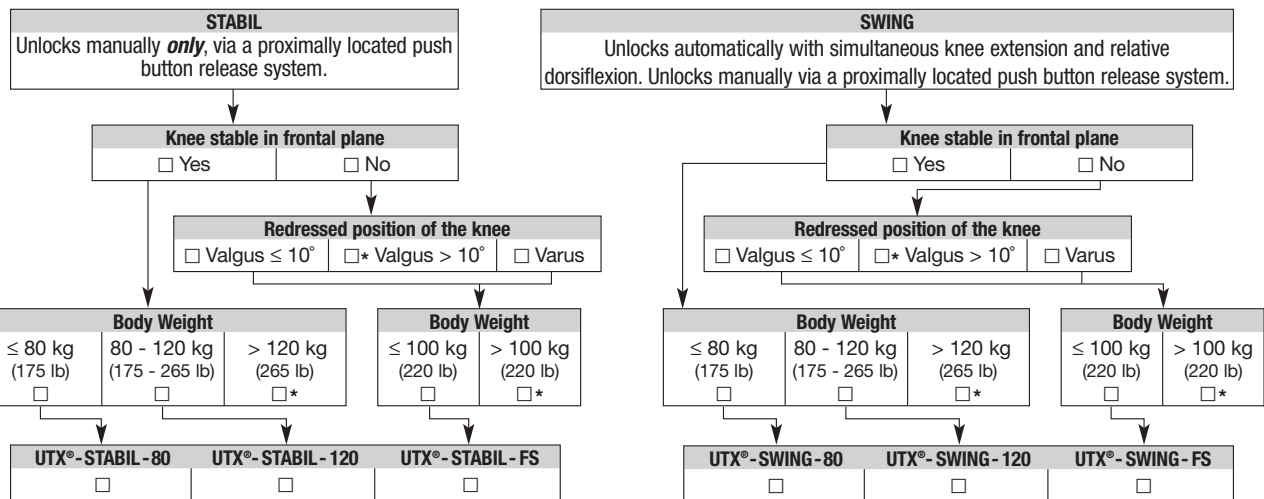 STABIL
Unlocks manually only, via a proximally located push
button release system.
Knee stable in frontal plane
☐ Yes ☐ No
Redressed position of the knee
☐ Valgus ≤ 10° ☐* Valgus > 10° ☐ Varus
Body Weight
≤ 80 kg 80 - 120 kg > 120 kg
(175 lb) (175 - 265 lb) (265 lb)
☐ ☐ ☐*
Body Weight
≤ 100 kg > 100 kg
(220 lb) (220 lb)
☐ ☐*
UTX®-STABIL-80 UTX®-STABIL-120 UTX®-STABIL-FS
☐ ☐ ☐
SWING
Unlocks automatically with simultaneous knee extension and relative
dorsiflexion. Unlocks manually via a proximally located push button release system.
Knee stable in frontal plane
☐ Yes ☐ No
Redressed position of the knee
☐ Valgus ≤ 10° ☐* Valgus > 10° ☐ Varus
Body Weight
≤ 80 kg 80 - 120 kg > 120 kg
(175 lb) (175 - 265 lb) (265 lb)
☐ ☐ ☐*
Body Weight
≤ 100 kg > 100 kg
(220 lb) (220 lb)
☐ ☐*
UTX®-SWING-80 UTX®-SWING-120 UTX®-SWING-FS
☐ ☐ ☐